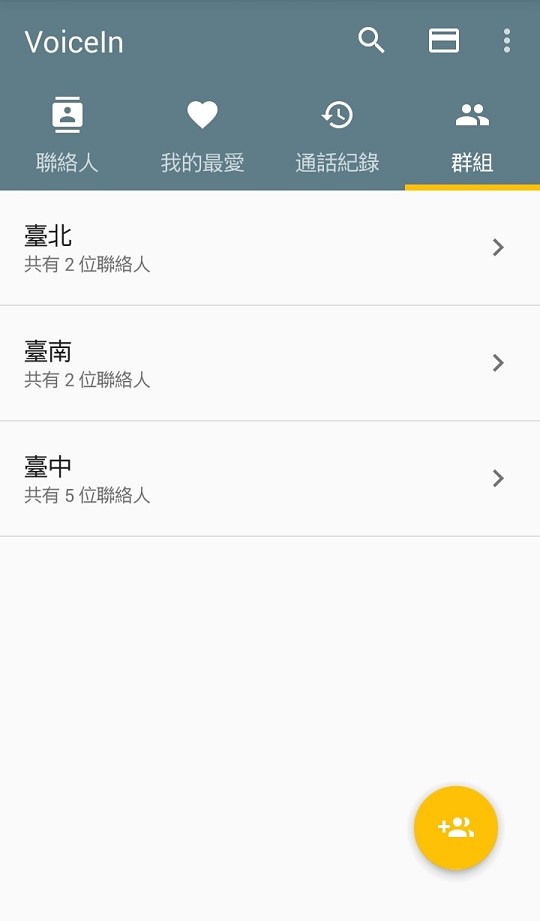 VoiceIn
聯絡人
我的最愛
通話紀錄
群組
臺北
共有 2 位聯絡人
臺南
共有 2 位聯絡人
臺中
共有 5 位聯絡人